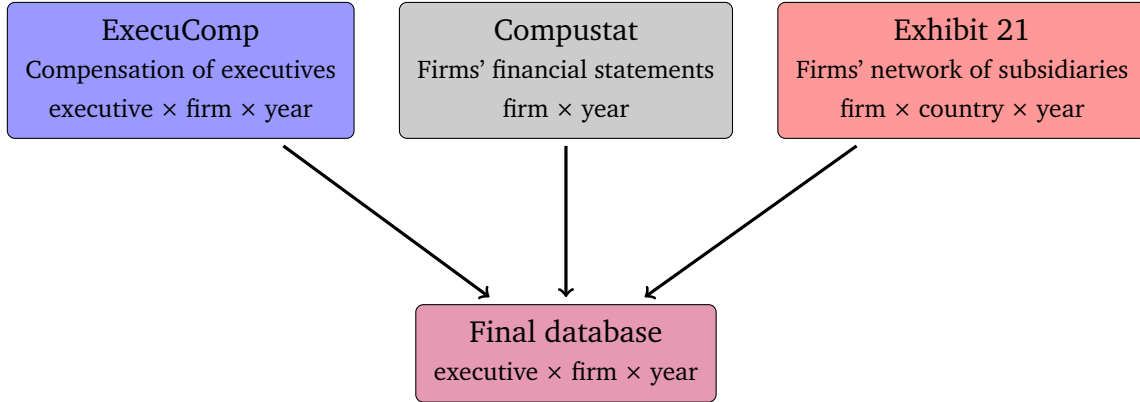 ExecuComp
Compensation of executives
executive × firm × year
Compustat
Firms’ financial statements
firm × year
Exhibit 21
Firms’ network of subsidiaries
firm × country × year
Final database
executive × firm × year